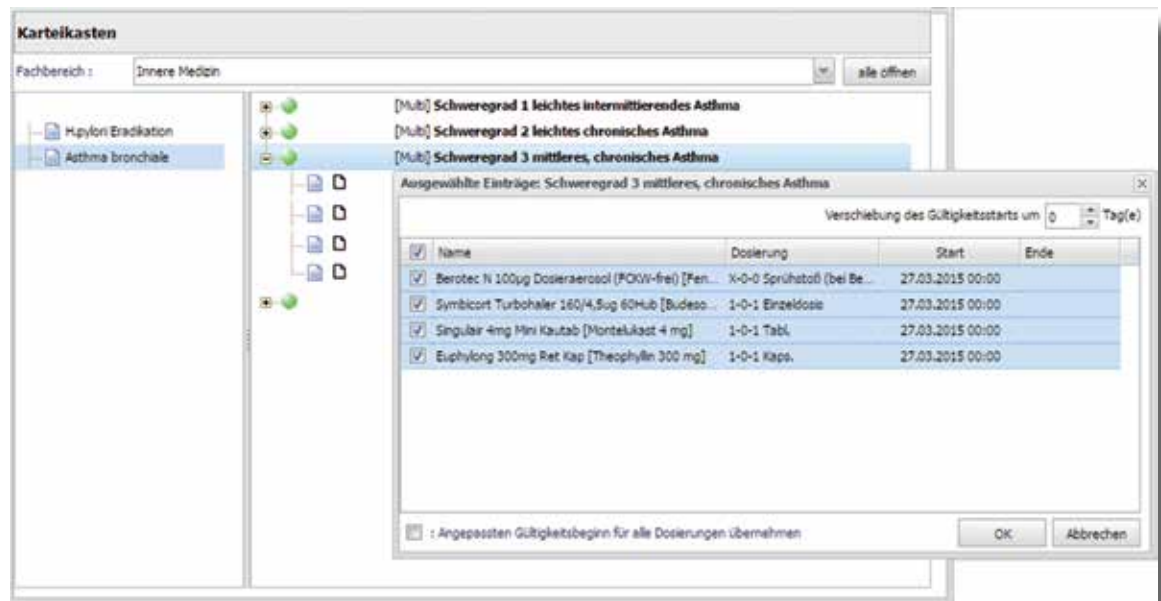 Karteikasten
Fachbereich : Innere Medizin alle öffnen
[Multi] Schweregrad 1 leichtes intermittierendes Asthma
H.pylori Eradikation [Multi] Schweregrad 2 leichtes chronisches Asthma
Asthma bronchiale [Multi] Schweregrad 3 mittleres, chronisches Asthma
Ausgewählte Einträge: Schweregrad 3 mittleres, chronisches Asthma
Verschiebung des Gültigkeitsstarts um 0 Tag(e)
Name Dosierung Start Ende
Berotec N 100µg Dosieraerosol (FCKW-frei) [Fen... X-0-0 Sprühstoß (bei Be... 27.03.2015 00:00
Symbicort Turbohaler 160/4,5ug 60Hub [Budeso... 1-0-1 Einzeldosis 27.03.2015 00:00
Singulair 4mg Mini Kautab [Montelukast 4 mg] 1-0-1 Tabl. 27.03.2015 00:00
Euphylong 300mg Ret Kap [Theophyllin 300 mg] 1-0-1 Kaps. 27.03.2015 00:00
: Angepassten Gültigkeitsbeginn für alle Dosierungen übernehmen OK Abbrechen